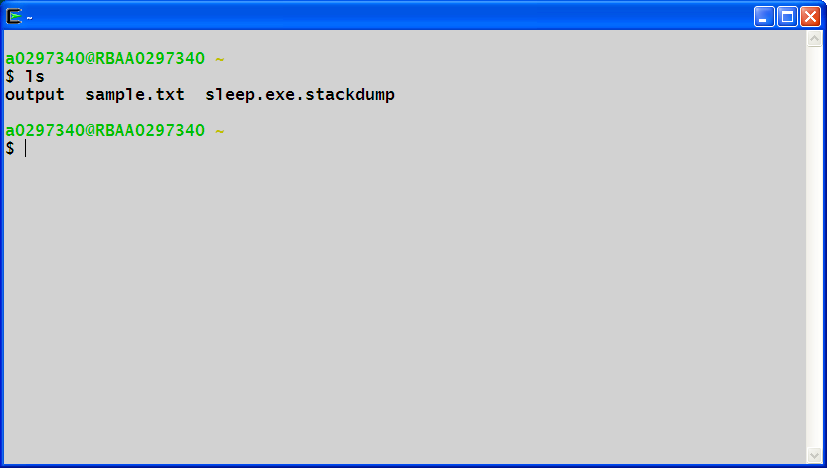 ~
a0297340@RBAA0297340 ~
$ ls
output  sample.txt  sleep.exe.stackdump
a0297340@RBAA0297340 ~
$